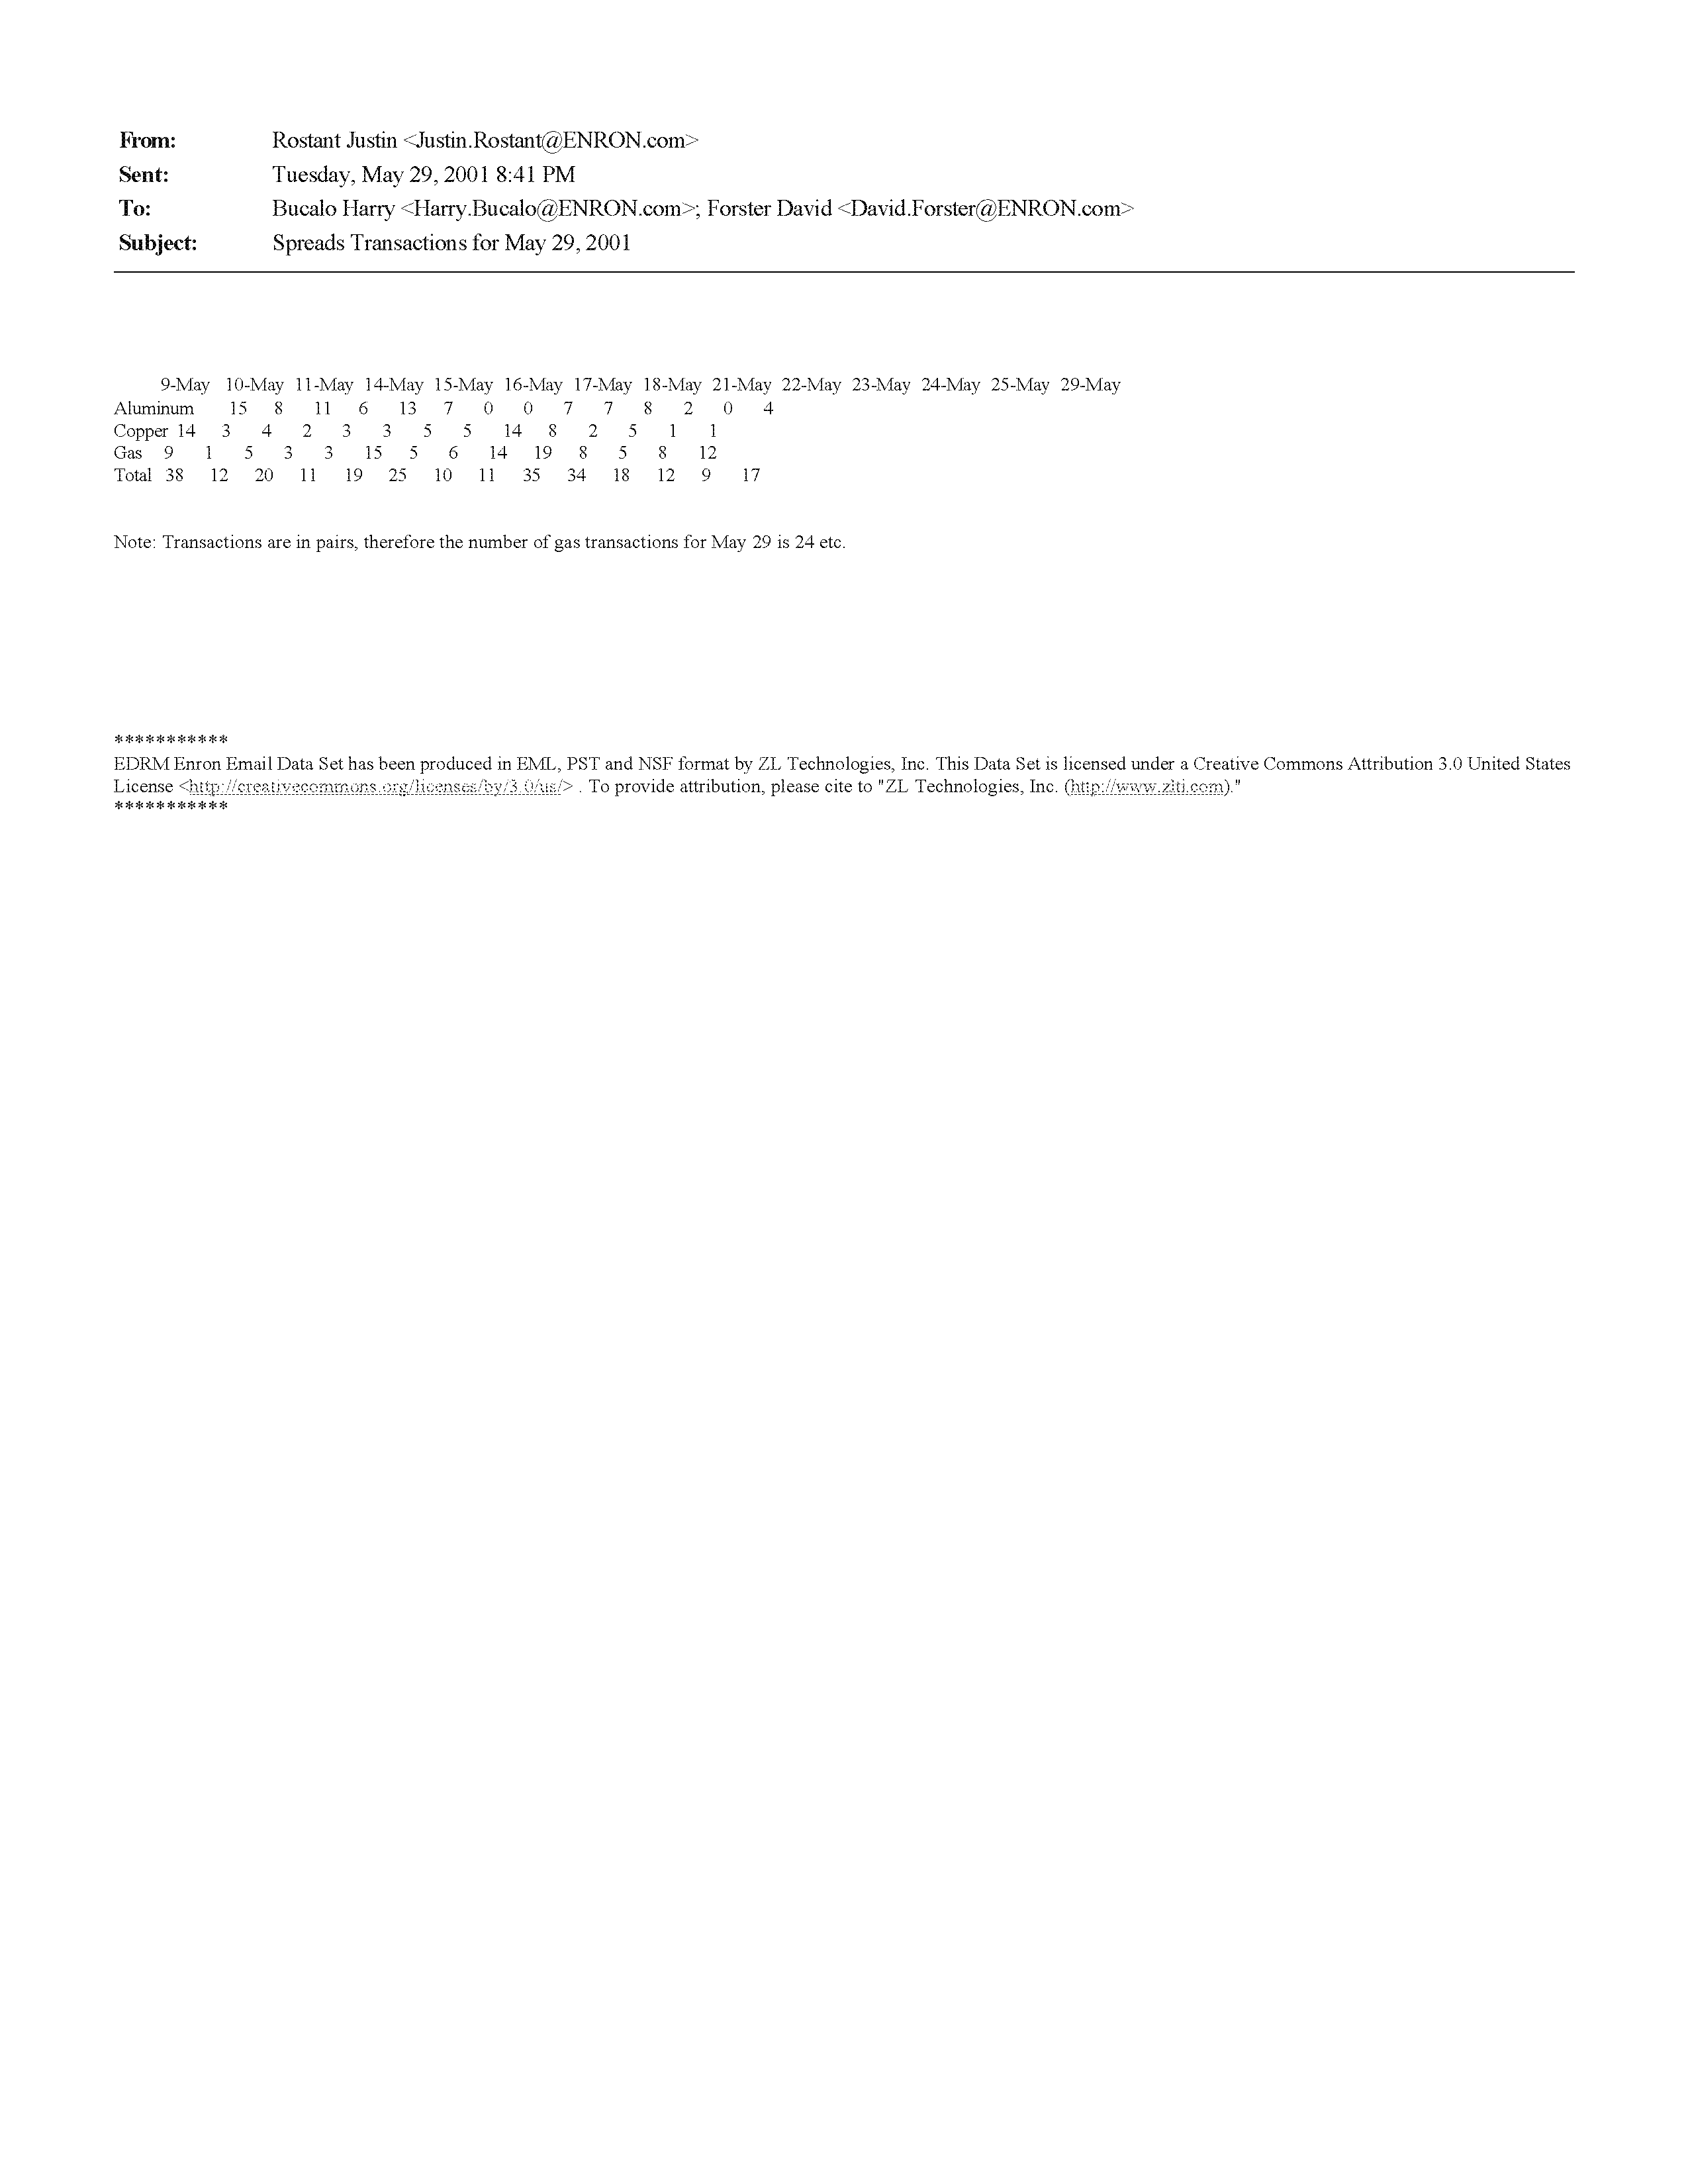 From: Rostant Justin <Justin.Rostant@ENRON.com>
Sent: Tuesday, May 29, 2001 8:41 PM
To: Bucalo Harry <Harry.Bucalo@ENRON.com>; Forster David <David.Forster@ENRON.com>
Subject: Spreads Transactions for May 29, 2001
9-May 10-May 11-May 14-May 15-May 16-May 17-May 18-May 21-May 22-May 23-May 24-May 25-May 29-May
Aluminum 15 8 11 6 13 7 0 0 7 7 8 2 0 4
Copper 14 3 4 2 3 3 5 5 14 8 2 5 1 1
Gas 9 1 5 3 3 15 5 6 14 19 8 5 8 12
Total 38 12 20 11 19 25 10 11 35 34 18 12 9 17
Note: Transactions are in pairs, therefore the number of gas transactions for May 29 is 24 etc.
***********
EDRM Enron Email Data Set has been produced in EML, PST and NSF format by ZL Technologies, Inc. This Data Set is licensed under a Creative Commons Attribution 3.0 United States
License <http://creativecommons.org/licenses/by/3.0/us/> . To provide attribution, please cite to "ZL Technologies, Inc. (http://www.zlti.com)."
***********